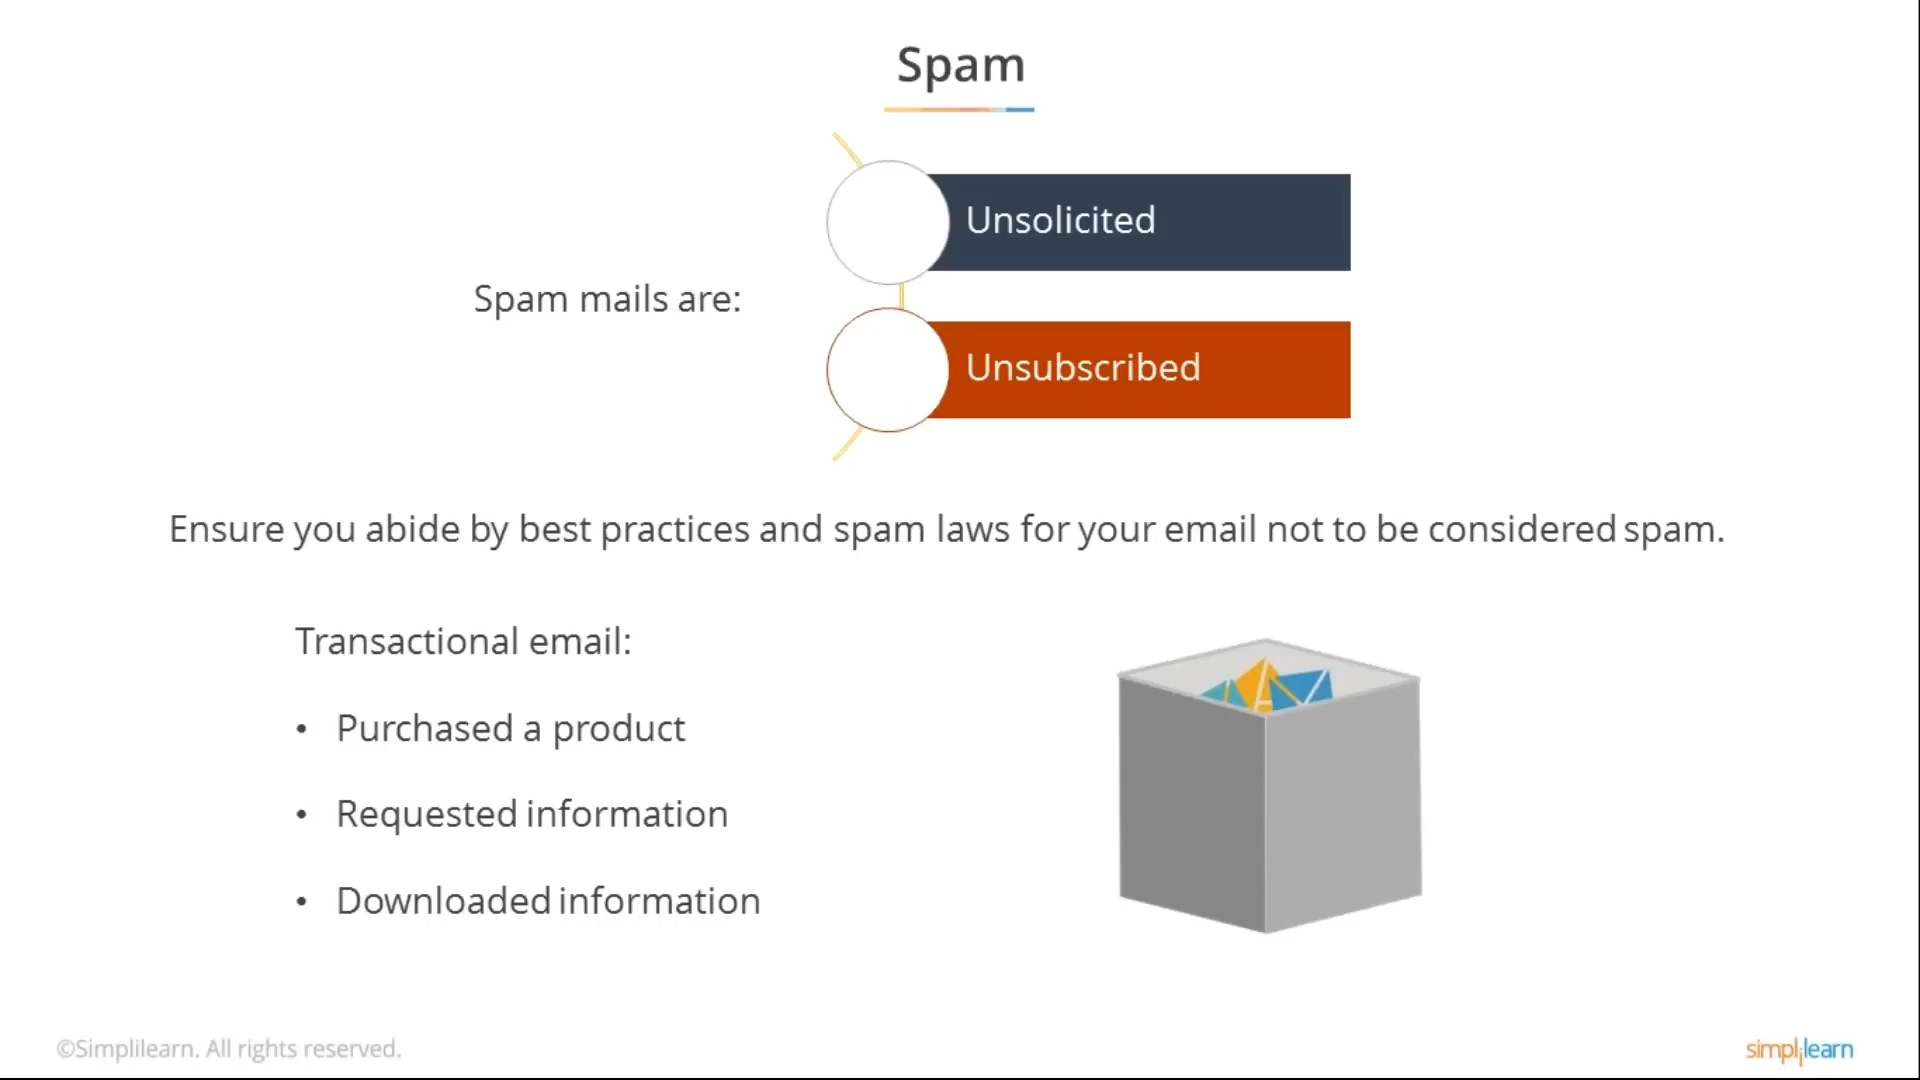 Spam
Unsolicited
Spam mails are:
Unsubscribed
Ensure you abide by best practices and spam laws for your email not to be considered spam.
Transactional email:
• Purchased a product
• Requested information
• Downloaded information
©Simplilearn. All rights reserved.
simplilearn